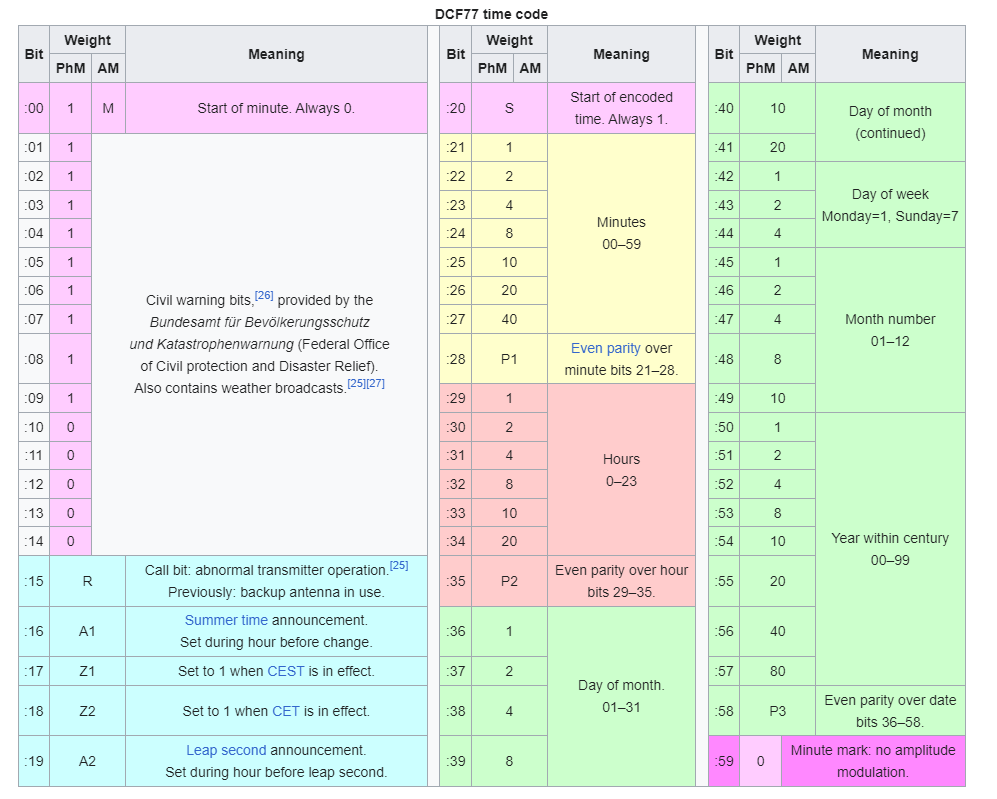 DCF77 time code
Bit Weight Meaning
PhM AM
:00 1 M Start of minute. Always 0.
:01 1
:02 1
:03 1
:04 1
:05 1
:06 1
:07 1
:08 1
:09 1
:10 0
:11 0
:12 0
:13 0
:14 0
Civil warning bits,[26] provided by the
Bundesamt für Bevölkerungsschutz
und Katastrophenwarnung (Federal Office
of Civil protection and Disaster Relief).
Also contains weather broadcasts.[25][27]
:15 R Call bit: abnormal transmitter operation.[25]
Previously: backup antenna in use.
:16 A1 Summer time announcement.
Set during hour before change.
:17 Z1 Set to 1 when CEST is in effect.
:18 Z2 Set to 1 when CET is in effect.
:19 A2 Leap second announcement.
Set during hour before leap second.
Bit Weight Meaning
PhM AM
:20 S Start of encoded
time. Always 1.
:21 1
:22 2
:23 4
:24 8
:25 10
:26 20
:27 40
Minutes
00–59
:28 P1 Even parity over
minute bits 21–28.
:29 1
:30 2
:31 4
:32 8
:33 10
:34 20
Hours
0–23
:35 P2 Even parity over hour
bits 29–35.
:36 1
:37 2
:38 4
:39 8
Day of month.
01–31
Bit Weight Meaning
PhM AM
:40 10
:41 20
Day of month
(continued)
:42 1
:43 2
:44 4
Day of week
Monday=1, Sunday=7
:45 1
:46 2
:47 4
:48 8
:49 10
Month number
01–12
:50 1
:51 2
:52 4
:53 8
:54 10
:55 20
:56 40
:57 80
Year within century
00–99
:58 P3 Even parity over date
bits 36–58.
:59 0 Minute mark: no amplitude
modulation.